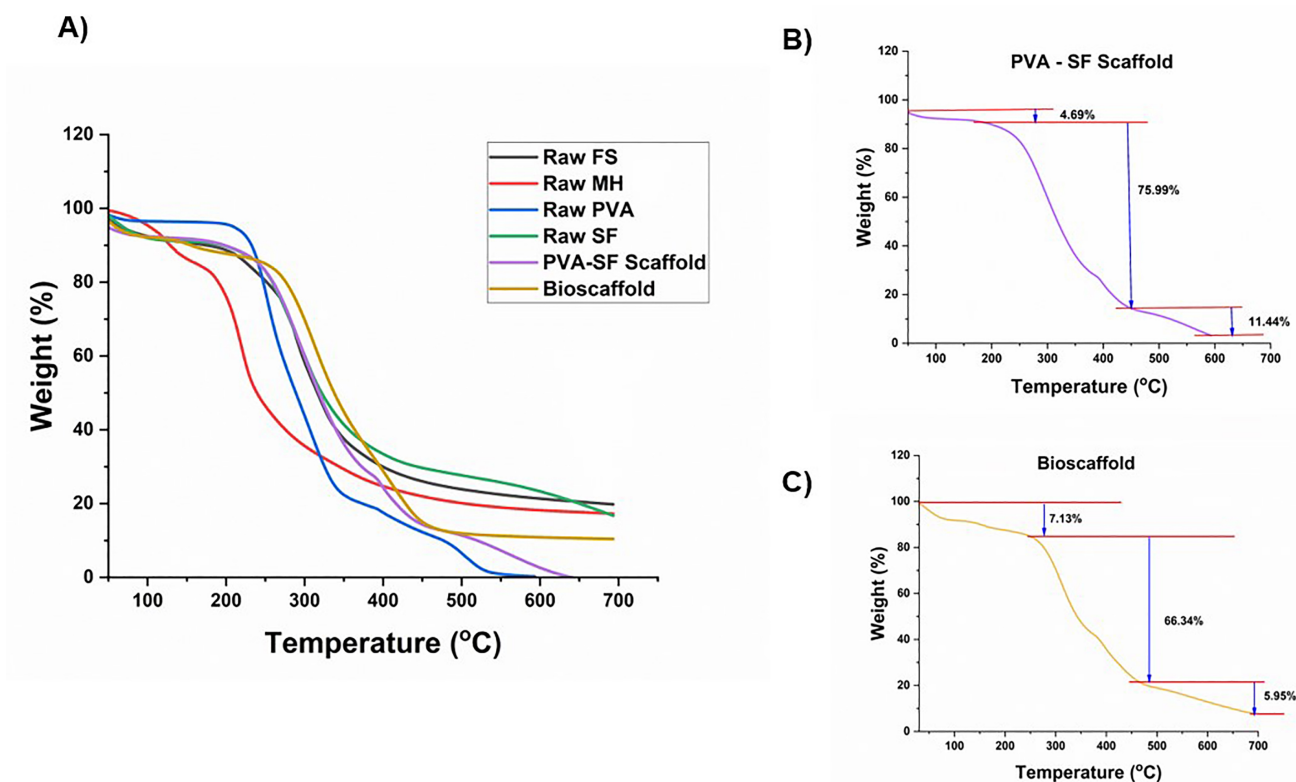 A)
120
100
80
60
40
20
0
Weight (%)
100
200
300
400
500
600
700
Temperature (°C)
Raw FS
Raw MH
Raw PVA
Raw SF
PVA-SF Scaffold
Bioscaffold
B)
PVA - SF Scaffold
120
100
80
60
40
20
0
Weight (%)
4.69%
75.99%
11.44%
100
200
300
400
500
600
700
Temperature (°C)
C)
Bioscaffold
120
100
80
60
40
20
0
Weight (%)
7.13%
66.34%
5.95%
100
200
300
400
500
600
700
Temperature (°C)